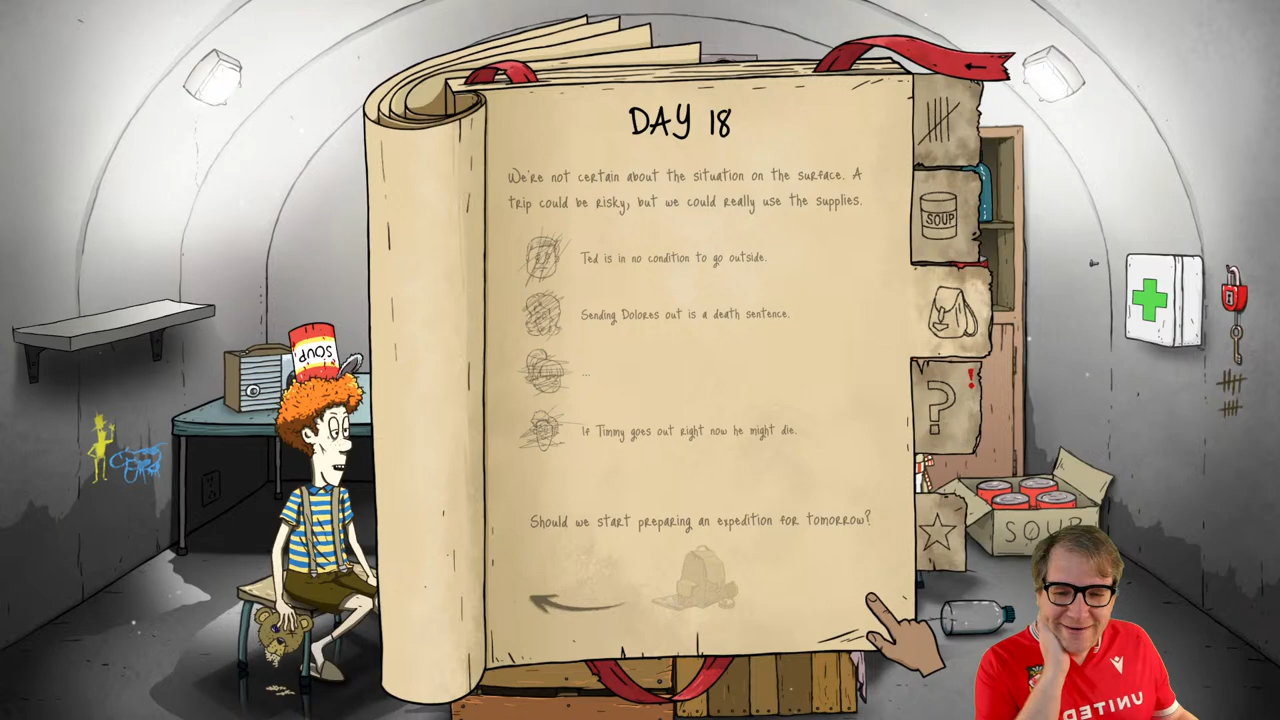 DAY 18
We're not certain about the situation on the surface. A
trip could be risky, but we could really use the supplies.
Ted is in no condition to go outside.
Sending Dolores out is a death sentence.
...
If Timmy goes out right now he might die.
Should we start preparing an expedition for tomorrow?
SOUP
?
!
SOUP
SOUP
UNITED